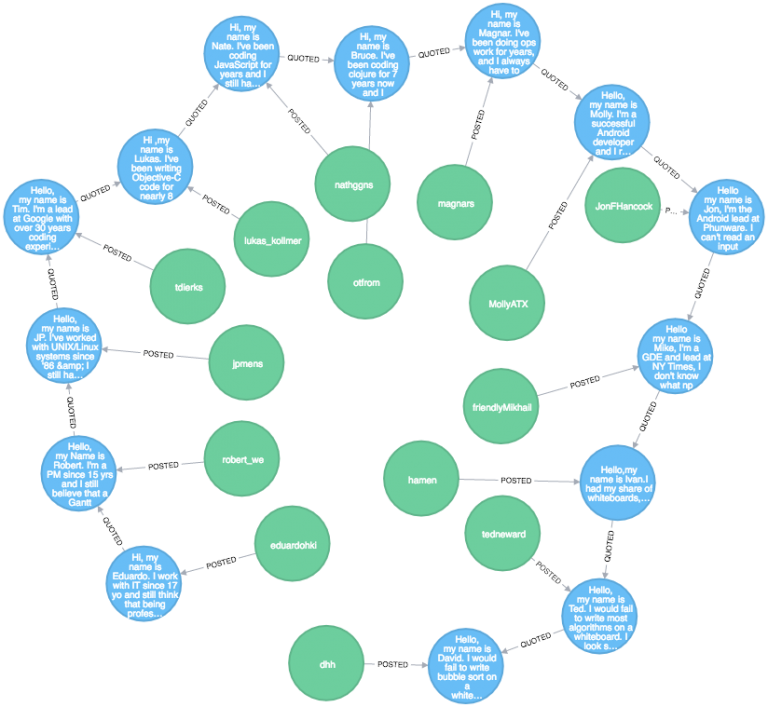 Hi, my
name is
Nate. I've been
coding
JavaScript for
years and I
still ha…
QUOTED
Hi, my
name is
Bruce. I've
been coding
clojure for 7
years now
and I
QUOTED
Hi, my
name is
Magnar. I've
been doing ops
work for years,
and I always
have to
QUOTED
Hello,
my name is
Molly. I'm a
successful
Android
developer
and I r…
QUOTED
Hello
my name is
Jon, I'm the
Android lead at
Phunware. I
can't read an
input
QUOTED
Hi ,my
name is
Lukas. I've
been writing
Objective-C
code for
nearly 8
QUOTED
Hello,
my name is
Tim. I'm a lead
at Google with
over 30 years
coding
experi…
QUOTED
POSTED
nathggns
POSTED
magnars
POSTED
JonFHancock
P…
POSTED
lukas_kollmer
POSTED
tdierks
otfrom
POSTED
MollyATX
QUOTED
Hello,
my name is
JP. I've worked
with UNIX/Linux
systems since
'86 &amp; I
still ha…
POSTED
jpmens
QUOTED
Hello
my name is
Mike, I'm a
GDE and lead at
NY Times, I
don't know
what np
POSTED
friendlyMikhail
QUOTED
QUOTED
Hello,
my Name is
Robert. I'm a
PM since 15 yrs
and I still
believe that a
Gantt
POSTED
robert_we
hamen
POSTED
Hello,my
name is Ivan.I
had my share of
whiteboards,…
QUOTED
QUOTED
Hi, my
name is
Eduardo. I work
with IT since 17
yo and still think
that being
profes…
POSTED
eduardohki
tedneward
POSTED
Hello,
my name is
Ted. I would fail
to write most
algorithms on a
whiteboard. I
look s…
QUOTED
dhh
POSTED
Hello,
my name is
David. I would
fail to write
bubble sort on
a
white…